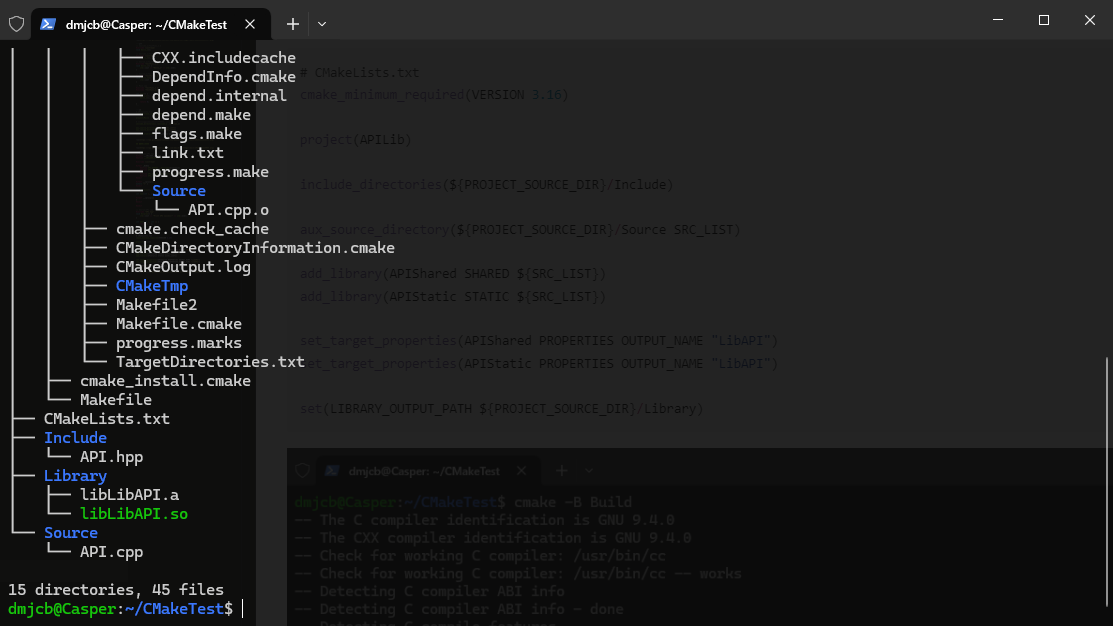 dmjcb@Casper: ~/CMakeTest
CXX.includecache
DependInfo.cmake
depend.internal
depend.make
flags.make
link.txt
progress.make
Source
API.cpp.o
cmake.check_cache
CMakeDirectoryInformation.cmake
CMakeOutput.log
CMakeTmp
Makefile2
Makefile.cmake
progress.marks
TargetDirectories.txt
cmake_install.cmake
Makefile
CMakeLists.txt
Include
API.hpp
Library
libLibAPI.a
libLibAPI.so
Source
API.cpp
15 directories, 45 files
dmjcb@Casper:~/CMakeTest$
# CMakeLists.txt
cmake_minimum_required(VERSION 3.16)
project(APILib)
include_directories(${PROJECT_SOURCE_DIR}/Include)
aux_source_directory(${PROJECT_SOURCE_DIR}/Source SRC_LIST)
add_library(APIShared SHARED ${SRC_LIST})
add_library(APIStatic STATIC ${SRC_LIST})
set_target_properties(APIShared PROPERTIES OUTPUT_NAME "LibAPI")
set_target_properties(APIStatic PROPERTIES OUTPUT_NAME "LibAPI")
set(LIBRARY_OUTPUT_PATH ${PROJECT_SOURCE_DIR}/Library)
dmjcb@Casper: ~/CMakeTest
dmjcb@Casper:~/CMakeTest$ cmake -B Build
-- The C compiler identification is GNU 9.4.0
-- The CXX compiler identification is GNU 9.4.0
-- Check for working C compiler: /usr/bin/cc
-- Check for working C compiler: /usr/bin/cc -- works
-- Detecting C compiler ABI info
-- Detecting C compiler ABI info - done
-- Detecting C compile features